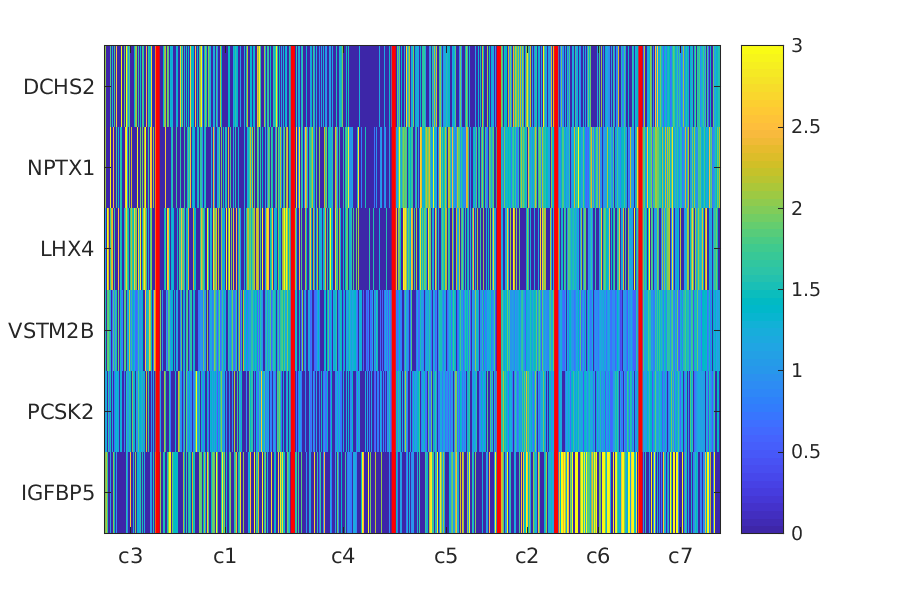 DCHS2
NPTX1
LHX4
VSTM2B
PCSK2
IGFBP5
c3 c1 c4 c5 c2 c6 c7
3
2.5
2
1.5
1
0.5
0